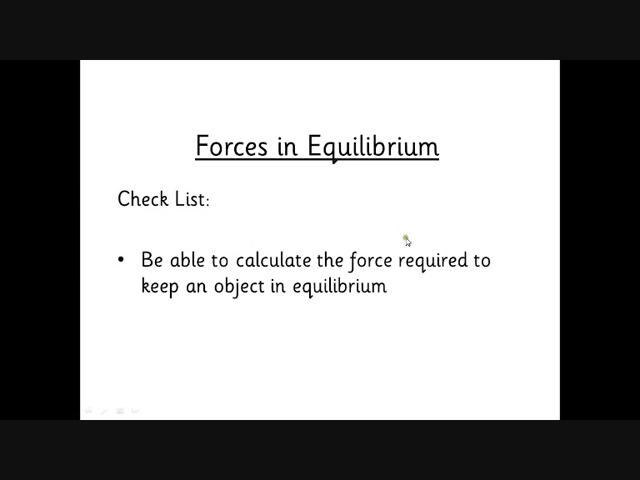 Forces in Equilibrium
Check List:
• Be able to calculate the force required to
keep an object in equilibrium